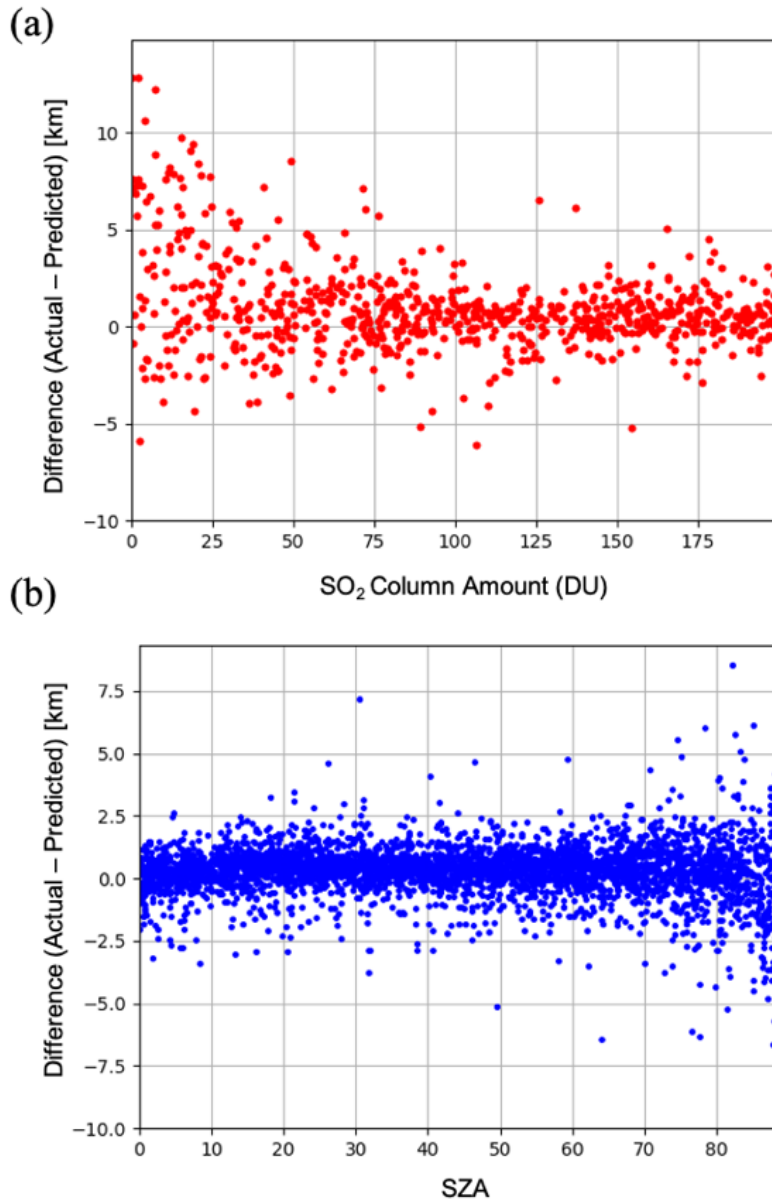 (a)
Difference (Actual – Predicted) [km]
10
5
0
−5
−10
0 25 50 75 100 125 150 175
SO₂ Column Amount (DU)
(b)
Difference (Actual – Predicted) [km]
7.5
5.0
2.5
0.0
−2.5
−5.0
−7.5
−10.0
0 10 20 30 40 50 60 70 80
SZA